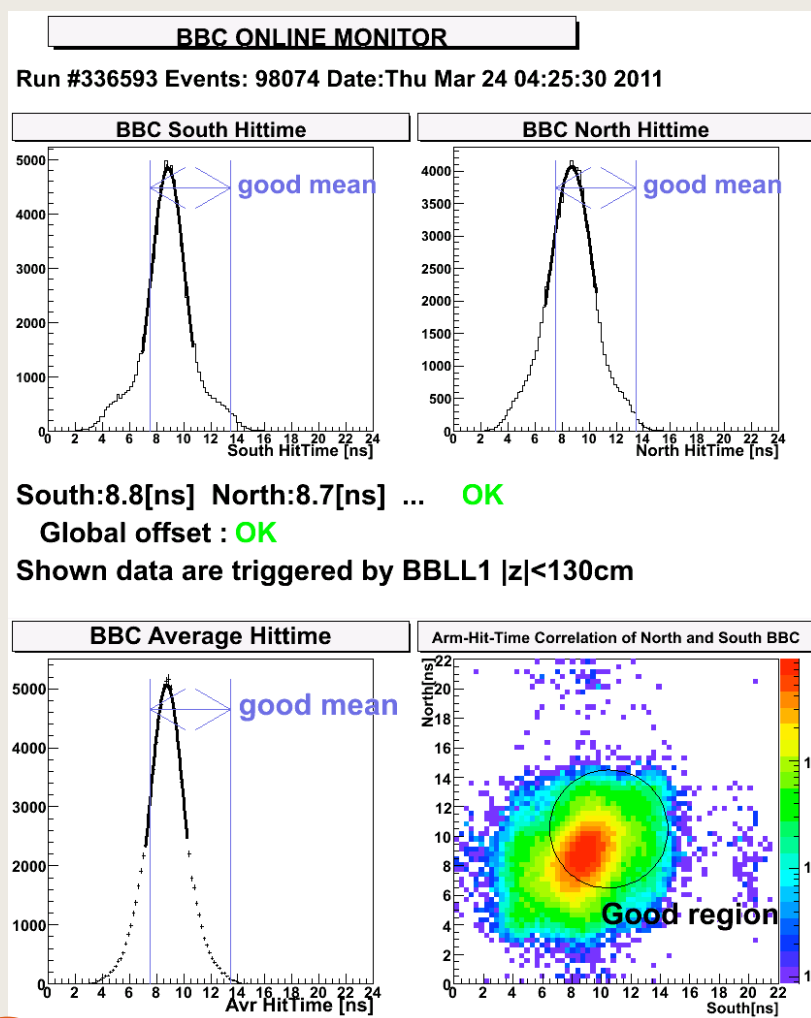 BBC ONLINE MONITOR
Run #336593 Events: 98074 Date:Thu Mar 24 04:25:30 2011
BBC South Hittime
good mean
5000
4000
3000
2000
1000
0
0 2 4 6 8 10 12 14 16 18 20 22 24
South HitTime [ns]
BBC North Hittime
good mean
4000
3500
3000
2500
2000
1500
1000
500
0
0 2 4 6 8 10 12 14 16 18 20 22 24
North HitTime [ns]
South:8.8[ns] North:8.7[ns] ... OK
Global offset : OK
Shown data are triggered by BBLL1 |z|<130cm
BBC Average Hittime
good mean
5000
4000
3000
2000
1000
0
0 2 4 6 8 10 12 14 16 18 20 22 24
Avr HitTime [ns]
Arm-Hit-Time Correlation of North and South BBC
North[ns]
22
20
18
16
14
12
10
8
6
4
2
0
Good region
0 2 4 6 8 10 12 14 16 18 20 22
South[ns]
1
1
1